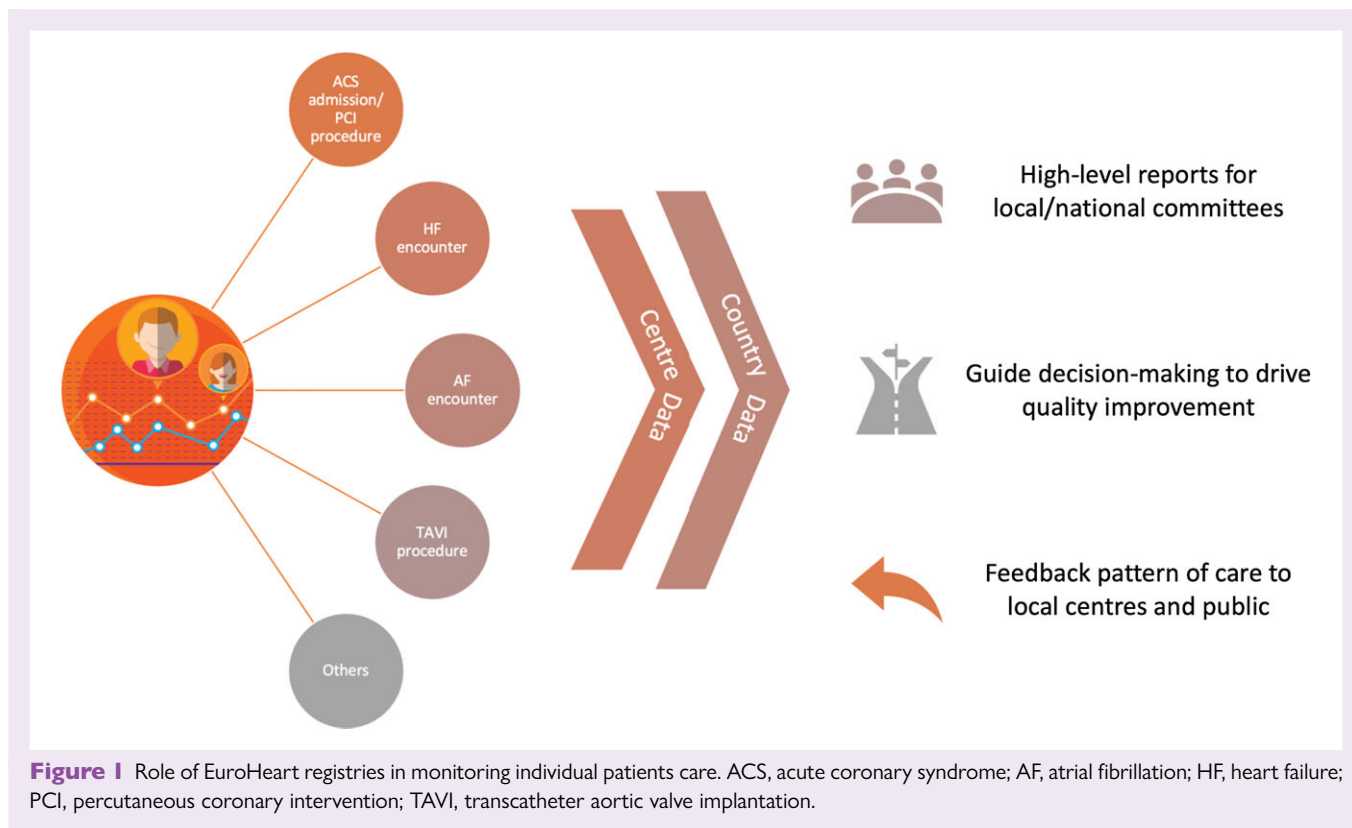 ACS
admission/
PCI
procedure
HF
encounter
AF
encounter
TAVI
procedure
Others
Centre Data
Country Data
High-level reports for
local/national committees
Guide decision-making to drive
quality improvement
Feedback pattern of care to
local centres and public
Figure 1 Role of EuroHeart registries in monitoring individual patients care. ACS, acute coronary syndrome; AF, atrial fibrillation; HF, heart failure;
PCI, percutaneous coronary intervention; TAVI, transcatheter aortic valve implantation.